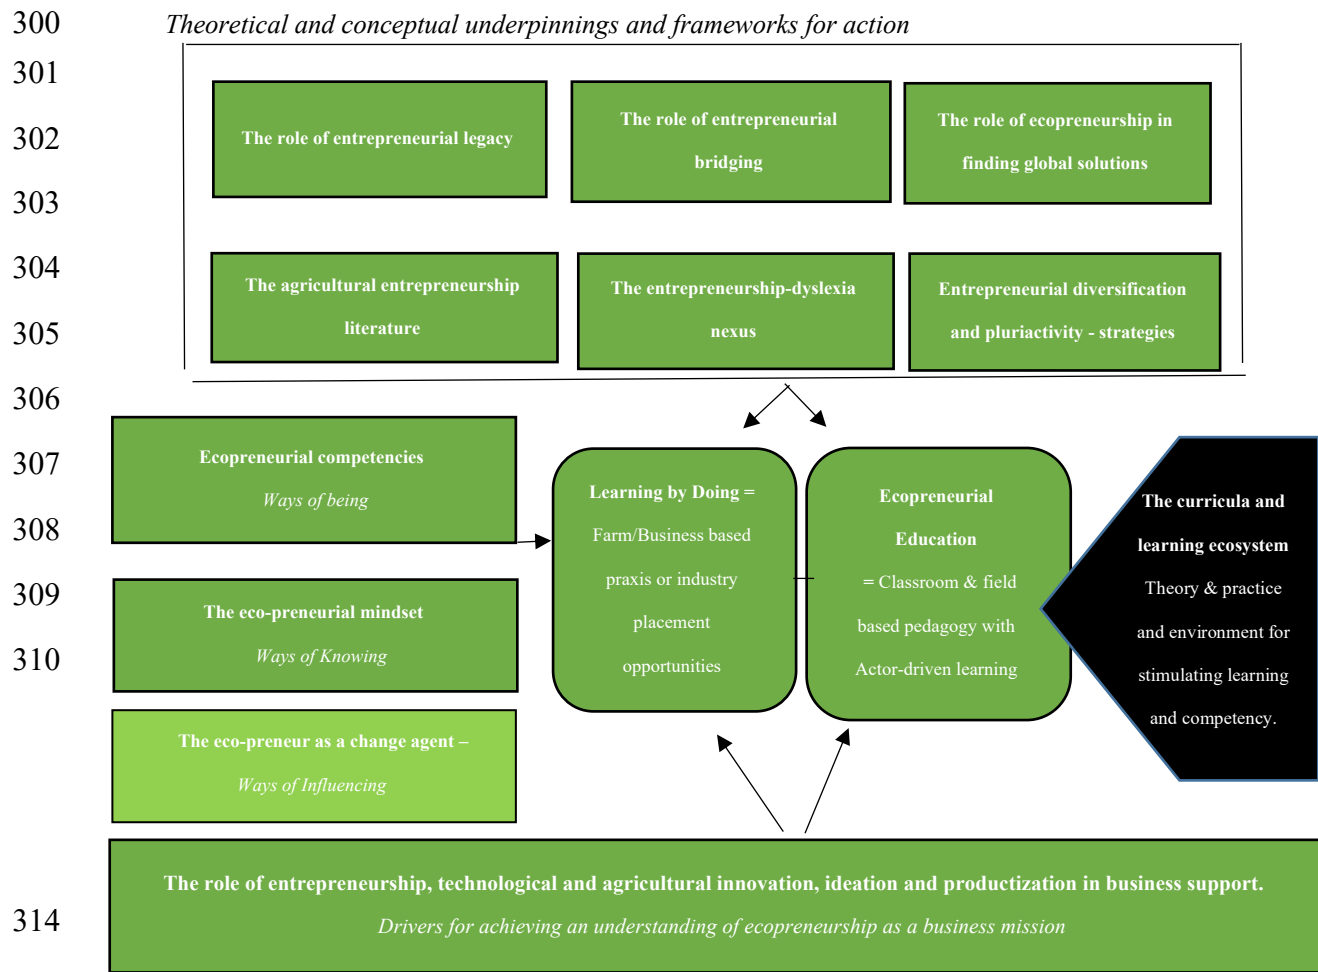 300
Theoretical and conceptual underpinnings and frameworks for action
301
302
303
The role of entrepreneurial legacy
The role of entrepreneurial
bridging
The role of ecopreneurship in
finding global solutions
304
305
The agricultural entrepreneurship
literature
The entrepreneurship-dyslexia
nexus
Entrepreneurial diversification
and pluriactivity - strategies
306
307
308
Ecopreneurial competencies
Ways of being
309
310
The eco-preneurial mindset
Ways of Knowing
The eco-preneur as a change agent –
Ways of Influencing
Learning by Doing =
Farm/Business based
praxis or industry
placement
opportunities
Ecopreneurial
Education
= Classroom & field
based pedagogy with
Actor-driven learning
The curricula and
learning ecosystem
Theory & practice
and environment for
stimulating learning
and competency.
The role of entrepreneurship, technological and agricultural innovation, ideation and productization in business support.
314
Drivers for achieving an understanding of ecopreneurship as a business mission